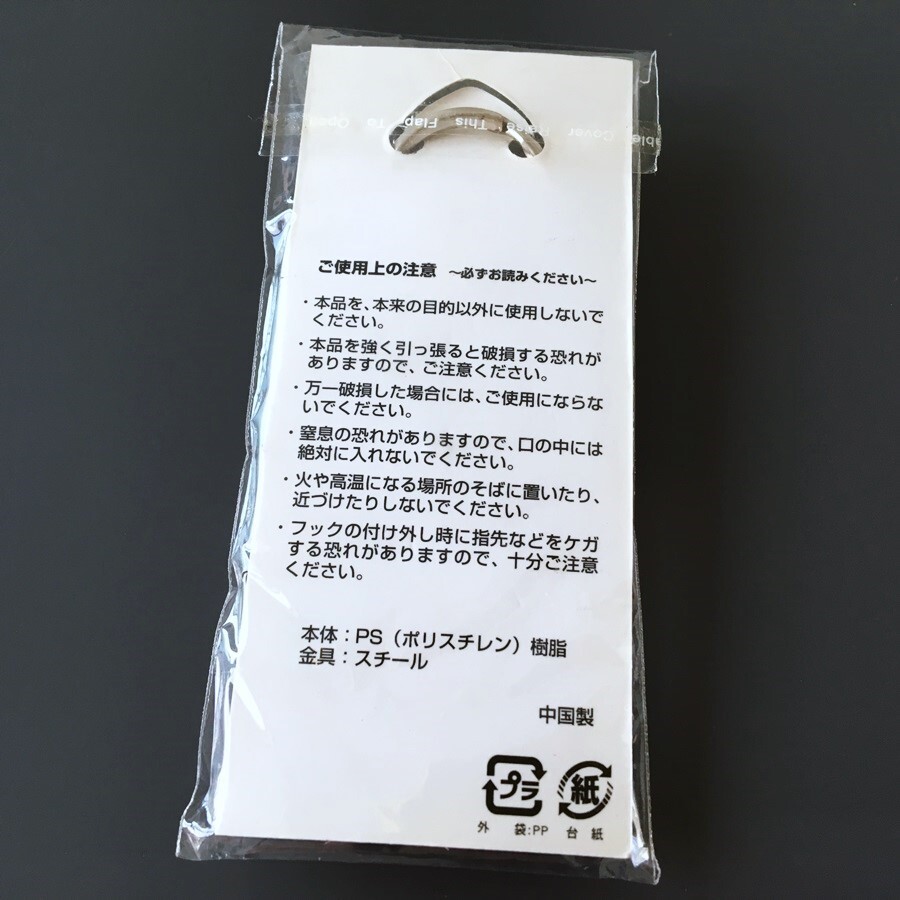 Open To Flap This Raise Cover
ご使用上の注意 ～必ずお読みください～
・本品を、本来の目的以外に使用しないで
ください。
・本品を強く引っ張ると破損する恐れが
ありますので、ご注意ください。
・万一破損した場合には、ご使用にならな
いでください。
・窒息の恐れがありますので、口の中には
絶対に入れないでください。
・火や高温になる場所のそばに置いたり、
近づけたりしないでください。
・フックの付け外し時に指先などをケガ
する恐れがありますので、十分ご注意
ください。
本体：PS（ポリスチレン）樹脂
金具：スチール
中国製
プラ 紙
外 袋:PP 台 紙